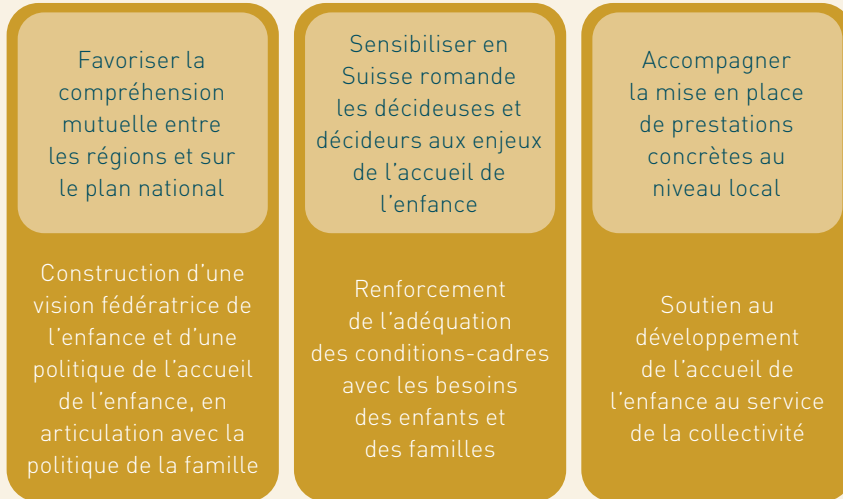 Favoriser la
compréhension
mutuelle entre
les régions et sur
le plan national
Construction d'une
vision fédératrice de
l'enfance et d'une
politique de l'accueil
de l'enfance, en
articulation avec la
politique de la famille
Sensibiliser en
Suisse romande
les décideuses et
décideurs aux enjeux
de l'accueil de
l'enfance
Renforcement
de l'adéquation
des conditions-cadres
avec les besoins
des enfants et
des familles
Accompagner
la mise en place
de prestations
concrètes au
niveau local
Soutien au
développement
de l'accueil de
l'enfance au service
de la collectivité